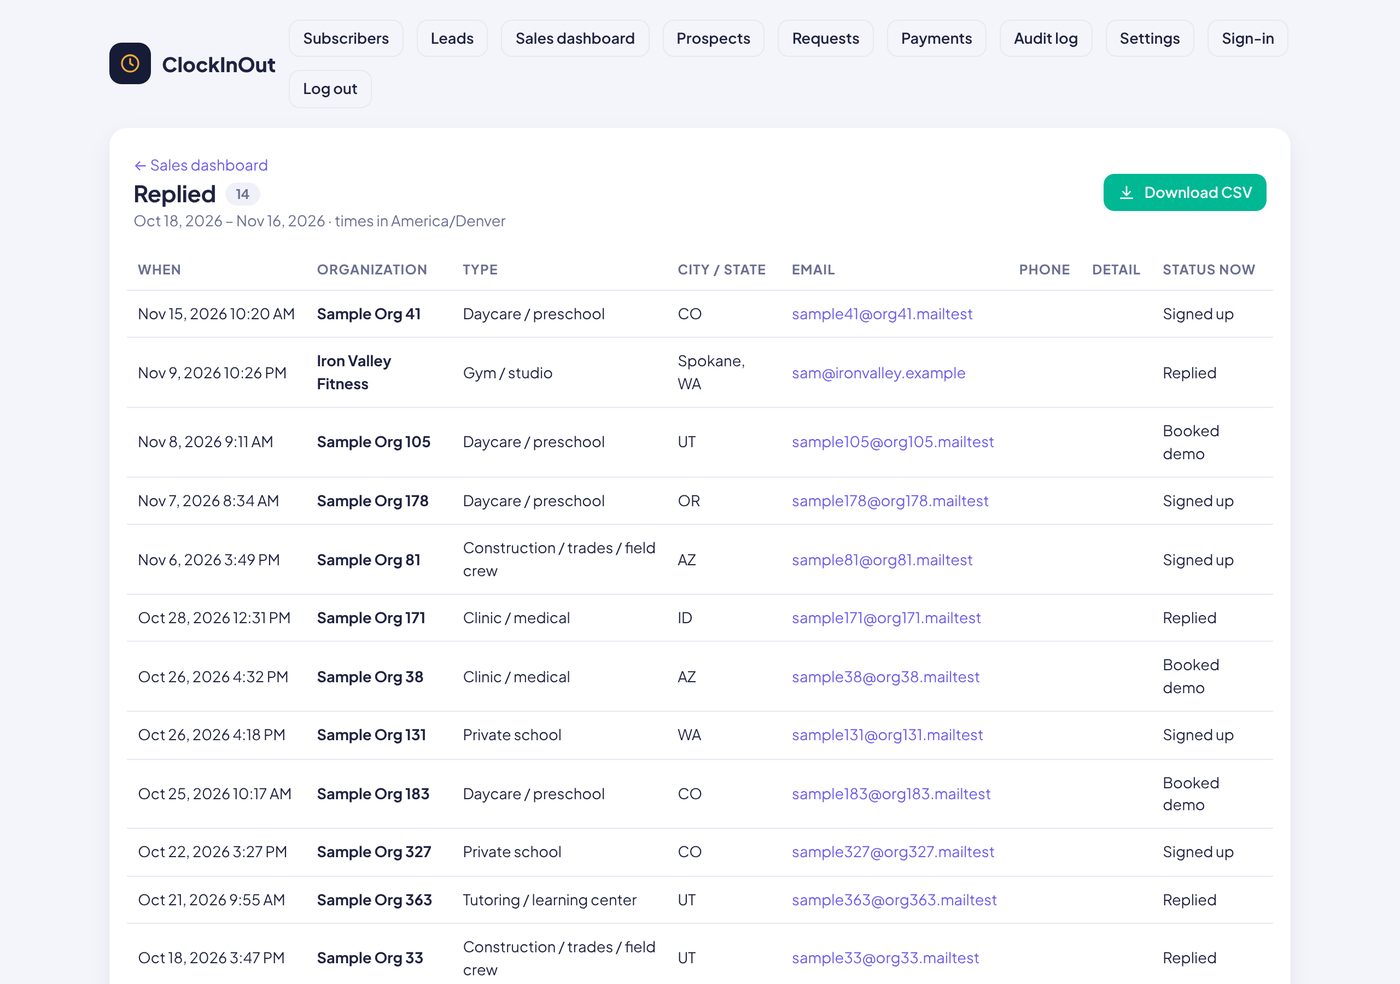 ClockInOut
Subscribers Leads Sales dashboard Prospects Requests Payments Audit log Settings Sign-in
Log out
← Sales dashboard
Replied 14
Oct 18, 2026 – Nov 16, 2026 · times in America/Denver
Download CSV
WHEN ORGANIZATION TYPE CITY / STATE EMAIL PHONE DETAIL STATUS NOW
Nov 15, 2026 10:20 AM Sample Org 41 Daycare / preschool CO sample41@org41.mailtest Signed up
Nov 9, 2026 10:26 PM Iron Valley Fitness Gym / studio Spokane, WA sam@ironvalley.example Replied
Nov 8, 2026 9:11 AM Sample Org 105 Daycare / preschool UT sample105@org105.mailtest Booked demo
Nov 7, 2026 8:34 AM Sample Org 178 Daycare / preschool OR sample178@org178.mailtest Signed up
Nov 6, 2026 3:49 PM Sample Org 81 Construction / trades / field crew AZ sample81@org81.mailtest Signed up
Oct 28, 2026 12:31 PM Sample Org 171 Clinic / medical ID sample171@org171.mailtest Replied
Oct 26, 2026 4:32 PM Sample Org 38 Clinic / medical AZ sample38@org38.mailtest Booked demo
Oct 26, 2026 4:18 PM Sample Org 131 Private school WA sample131@org131.mailtest Signed up
Oct 25, 2026 10:17 AM Sample Org 183 Daycare / preschool CO sample183@org183.mailtest Booked demo
Oct 22, 2026 3:27 PM Sample Org 327 Private school CO sample327@org327.mailtest Signed up
Oct 21, 2026 9:55 AM Sample Org 363 Tutoring / learning center UT sample363@org363.mailtest Replied
Oct 18, 2026 3:47 PM Sample Org 33 Construction / trades / field crew UT sample33@org33.mailtest Replied